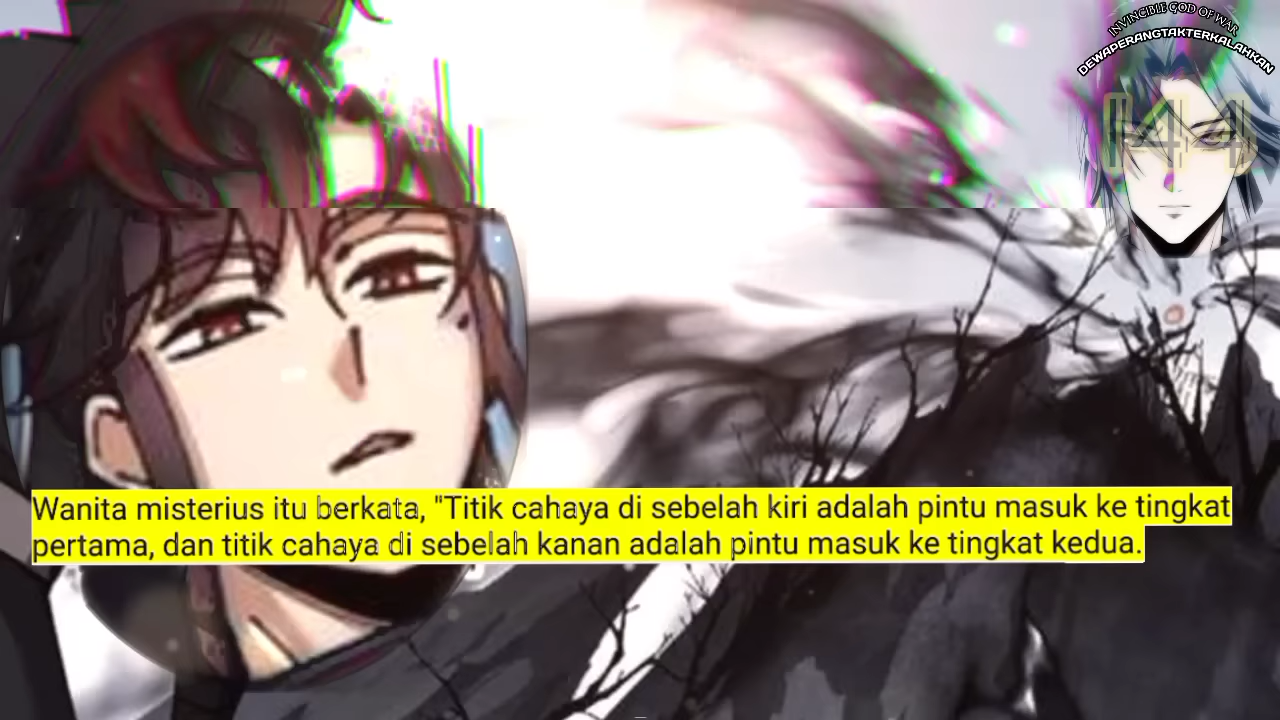 INVINCIBLE GOD OF WAR
DEWAPERANGTAKTERKALAHKAN
144
Wanita misterius itu berkata, "Titik cahaya di sebelah kiri adalah pintu masuk ke tingkat
pertama, dan titik cahaya di sebelah kanan adalah pintu masuk ke tingkat kedua.